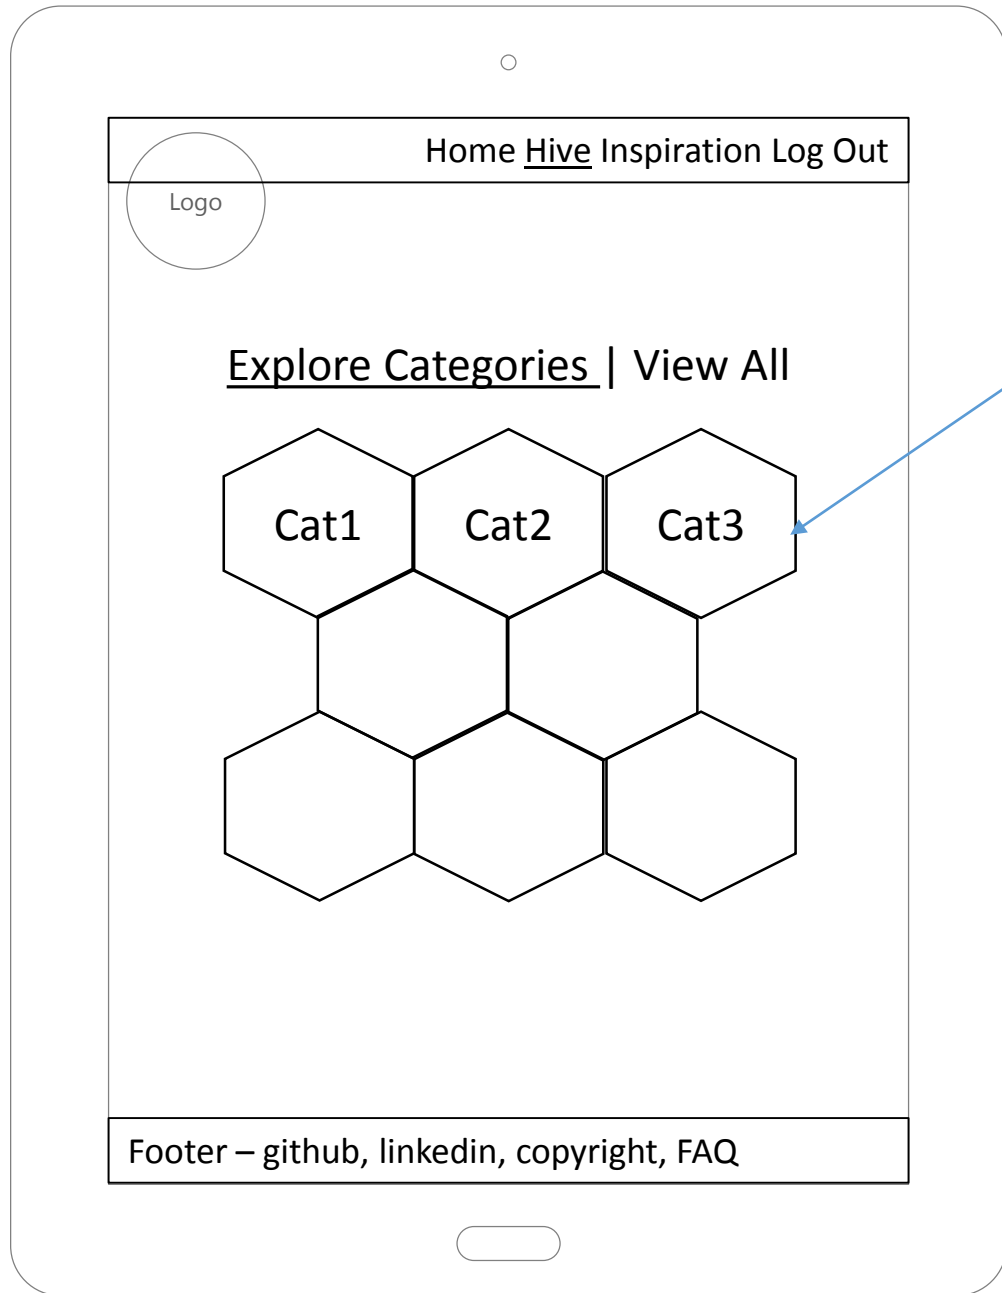 Home Hive Inspiration Log Out
Logo
Explore Categories | View All
Cat1 Cat2 Cat3
Footer – github, linkedin, copyright, FAQ